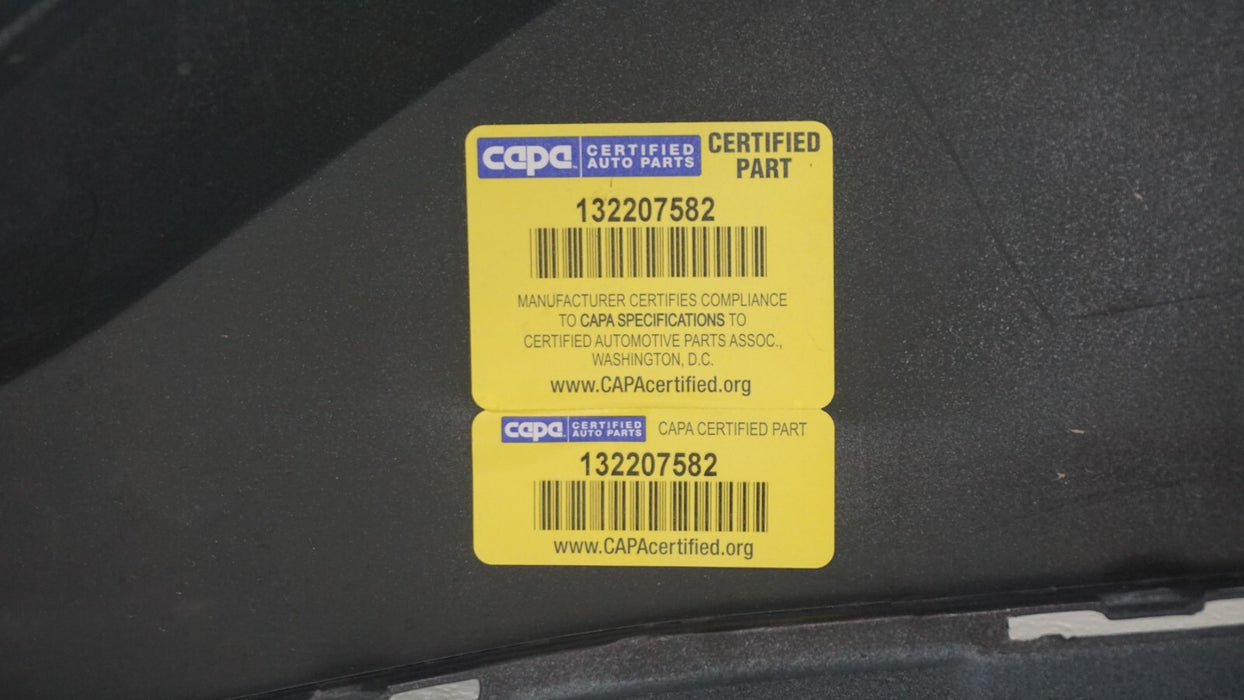 capa™ CERTIFIED AUTO PARTS CERTIFIED PART
132207582
MANUFACTURER CERTIFIES COMPLIANCE
TO CAPA SPECIFICATIONS TO
CERTIFIED AUTOMOTIVE PARTS ASSOC.,
WASHINGTON, D.C.
www.CAPAcertified.org
capa CERTIFIED AUTO PARTS CAPA CERTIFIED PART
132207582
www.CAPAcertified.org